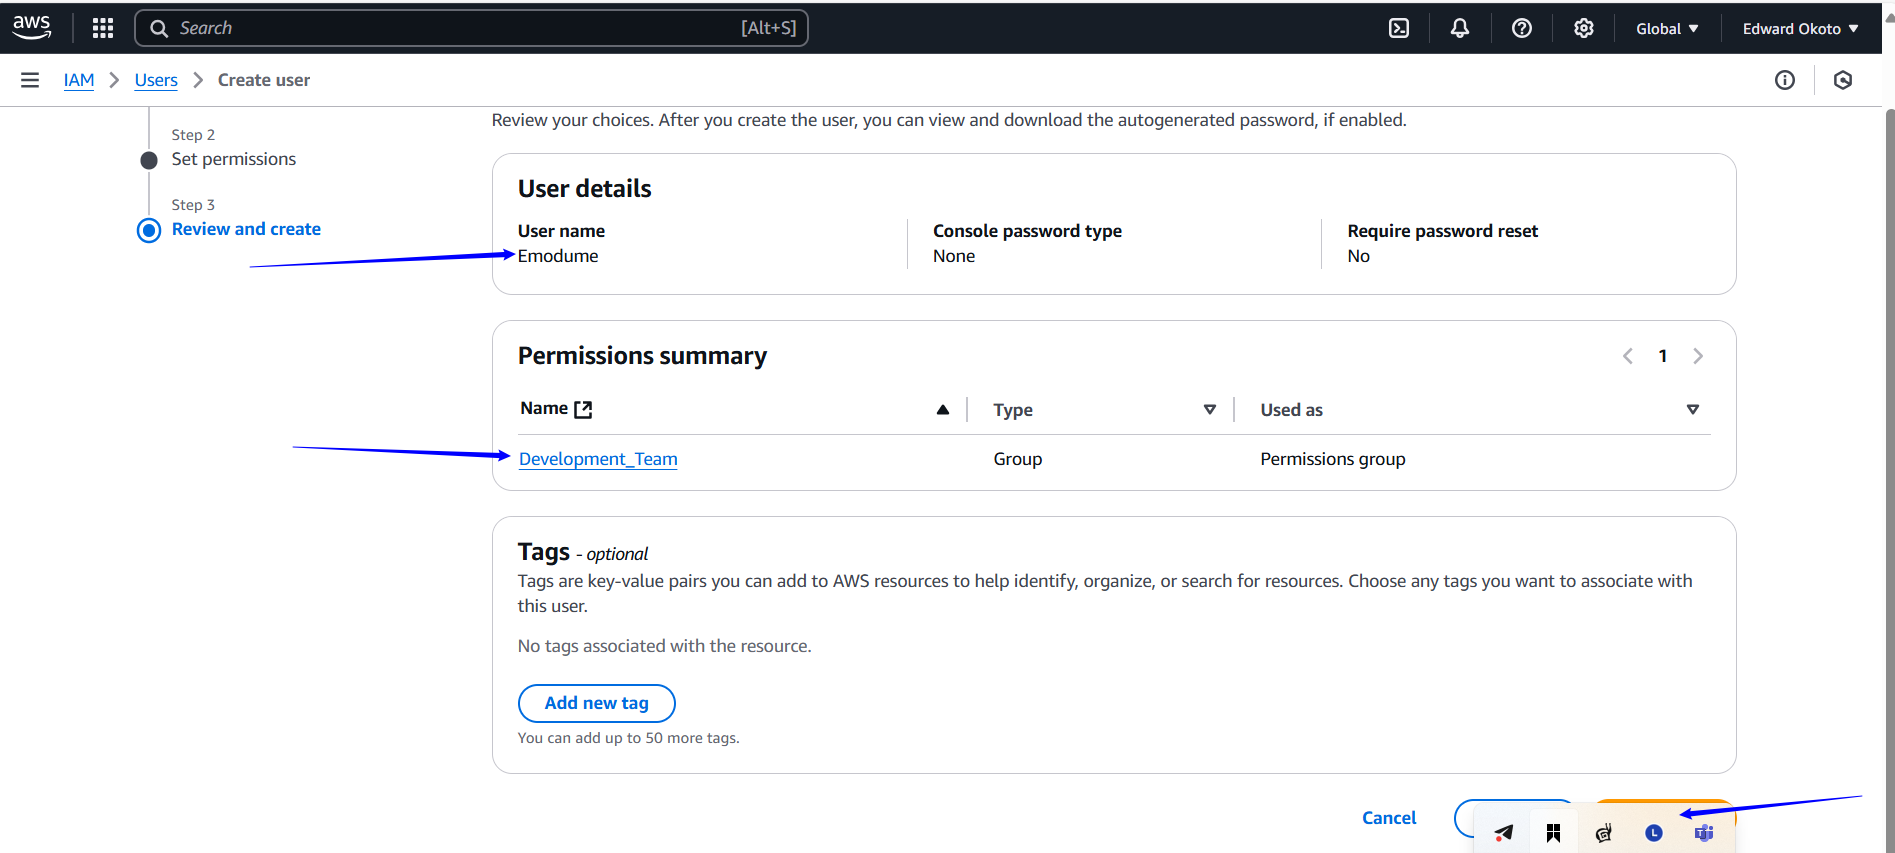 aws
Search
[Alt+S]
Global
Edward Okoto
IAM
Users
Create user
Step 2
Set permissions
Step 3
Review and create
Review your choices. After you create the user, you can view and download the autogenerated password, if enabled.
User details
User name
Emodume
Console password type
None
Require password reset
No
Permissions summary
1
Name
Type
Used as
Development_Team
Group
Permissions group
Tags - optional
Tags are key-value pairs you can add to AWS resources to help identify, organize, or search for resources. Choose any tags you want to associate with
this user.
No tags associated with the resource.
Add new tag
You can add up to 50 more tags.
Cancel
L